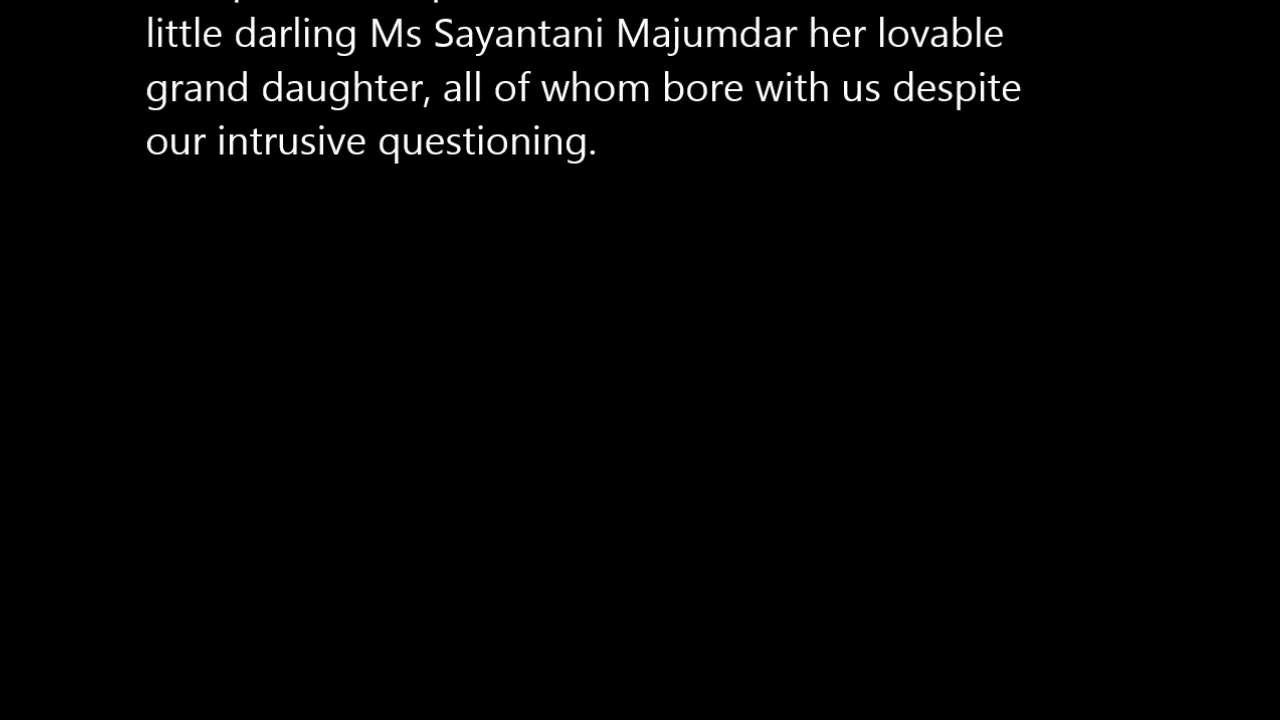 little darling Ms Sayantani Majumdar her lovable
grand daughter, all of whom bore with us despite
our intrusive questioning.